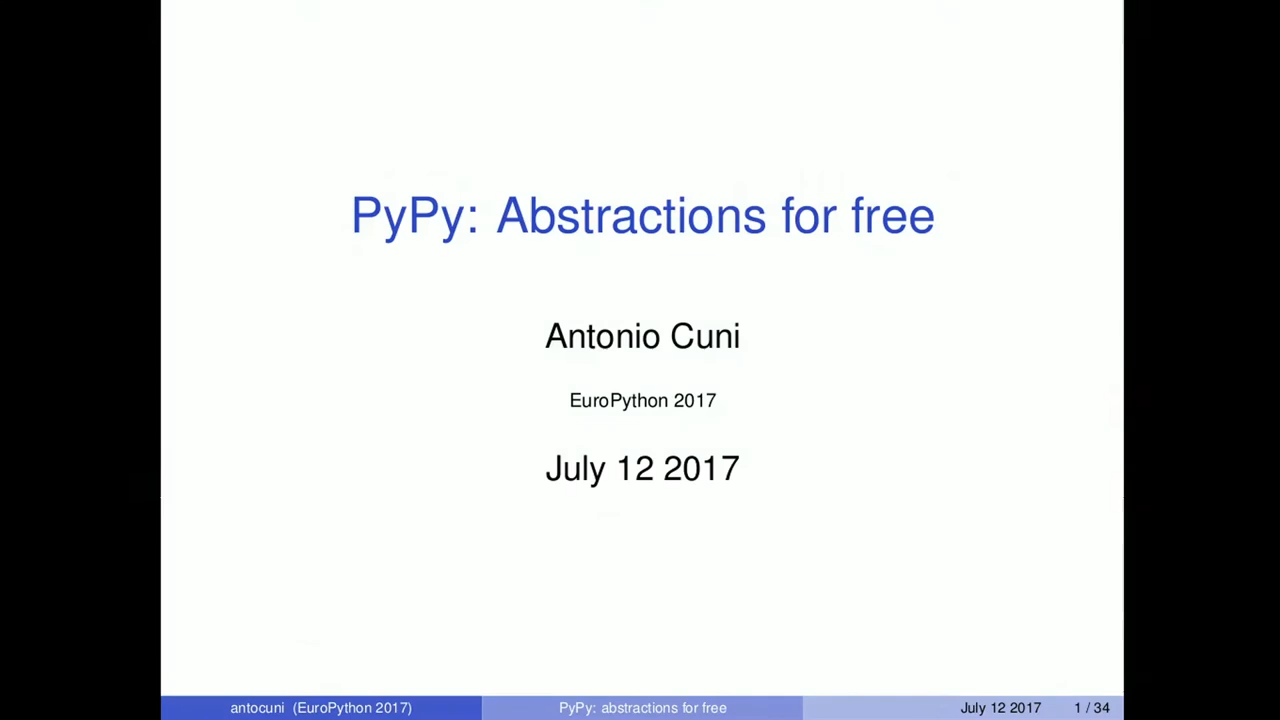 PyPy: Abstractions for free
Antonio Cuni
EuroPython 2017
July 12 2017
antocuni (EuroPython 2017) PyPy: abstractions for free July 12 2017 1 / 34